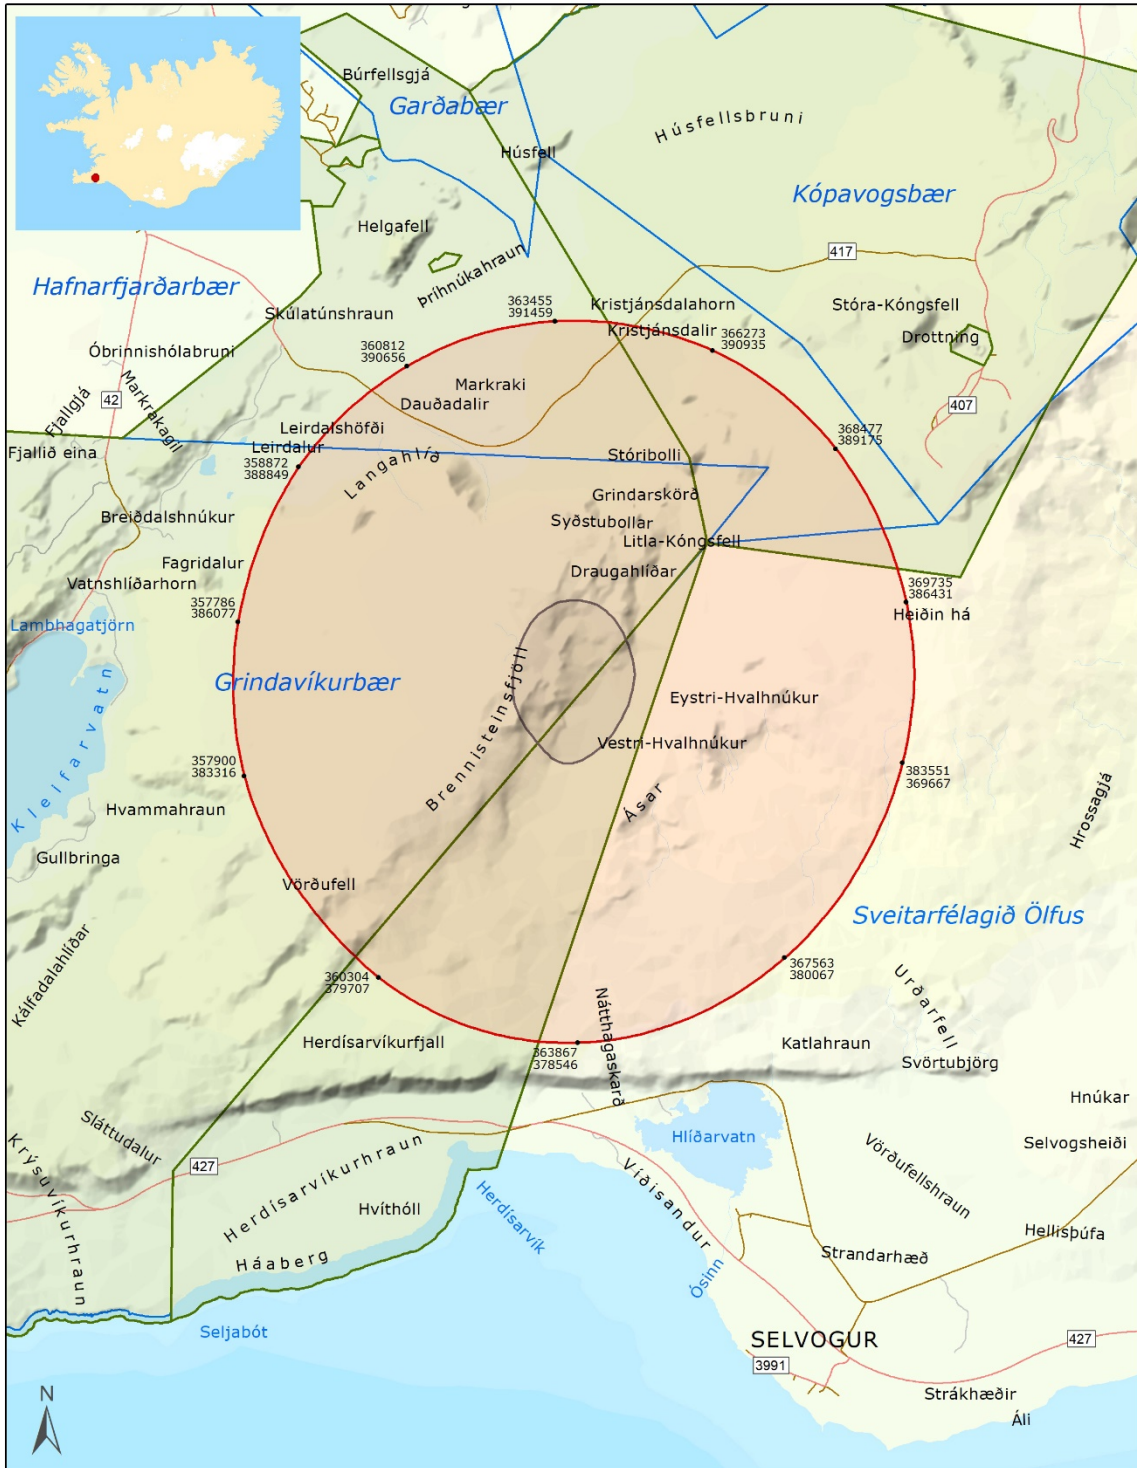 Búrfellsgjá
Garðabær
Húsfellsbruni
Húsfell
Kópavogsbær
Helgafell
417
Þríhnúkahraun
Hafnarfjarðarbær
Skúlatúnshraun
363455
391459
Kristjánsdalahorn
Stóra-Kóngsfell
Kristjánsdalir
366273
390935
Drottning
Óbrinnishólabruni
360812
390656
Markraki
Markrakagil
Fjallgjá
42
Dauðadalir
407
Leirdalshöfði
Fjallið eina
Leirdalur
358872
388849
Langahlíð
Stóribolli
368477
389175
Grindarskörð
Breiðdalshnúkur
Syðstubollar
Litla-Kóngsfell
Fagridalur
Draugahlíðar
Vatnshlíðarhorn
357786
386077
369735
386431
Heiðin há
Lambhagatjörn
Grindavíkurbær
Brennisteinsfjöll
Eystri-Hvalhnúkur
Kleifarvatn
Vestri-Hvalhnúkur
357900
383316
383551
369667
Ásar
Hvammahraun
Hrossagjá
Gullbringa
Vörðufell
Sveitarfélagið Ölfus
Kálfadalahlíðar
360304
379707
367563
380067
Urðarfell
Nátthagaskarð
Herdísarvíkurfjall
363867
378546
Katlahraun
Svörtubjörg
Hnúkar
Sláttudalur
Hlíðarvatn
Selvogsheiði
Krýsuvíkurhraun
427
Herdísarvíkurhraun
Víðisandur
Vörðufellshraun
Hvíthóll
Herdísarvík
Hellisþúfa
Háaberg
Strandarhæð
Ósinn
Seljabót
SELVOGUR
427
3991
N
Strákhæðir
Áli